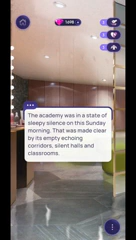 The academy was in a state of
sleepy silence on this Sunday
morning. That was made clear
by its empty echoing
corridors, silent halls and
classrooms.